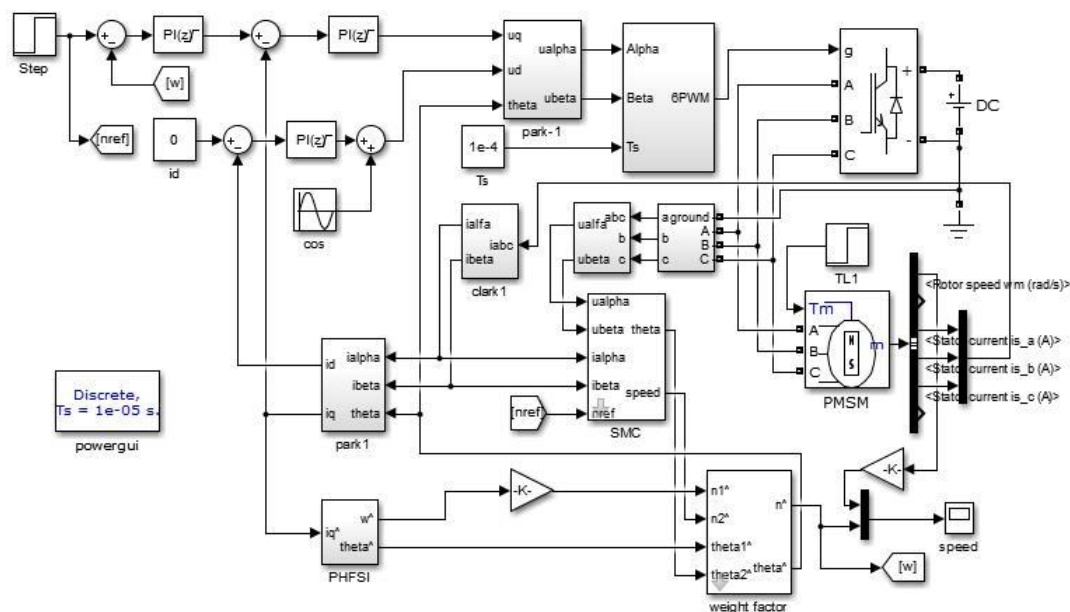 Step
PI(z)
PI(z)
[w]
[nref]
0
id
PI(z)
cos
uq
ud
theta
ualpha
ubeta
park-1
1e-4
Ts
Alpha
Beta
Ts
6PWM
g
A
B
C
+
-
+
DC
ialfa
ibeta
iabc
clark1
ualfa
ubeta
abc
b
c
a
b
c
ground
A
B
C
TL1
Tm
A
B
C
N
S
m
PMSM
<Rotor speed wm (rad/s)>
<Stator current is_a (A)>
<Stator current is_b (A)>
<Stator current is_c (A)>
ualpha
ubeta
ialpha
ibeta
nref
theta
speed
SMC
[nref]
id
iq
ialpha
ibeta
theta
park1
Discrete,
Ts = 1e-05 s.
powergui
iq^
w^
theta^
PHFSI
-K-
n1^
n2^
theta1^
theta2^
n^
theta^
weight factor
-K-
speed
[w]